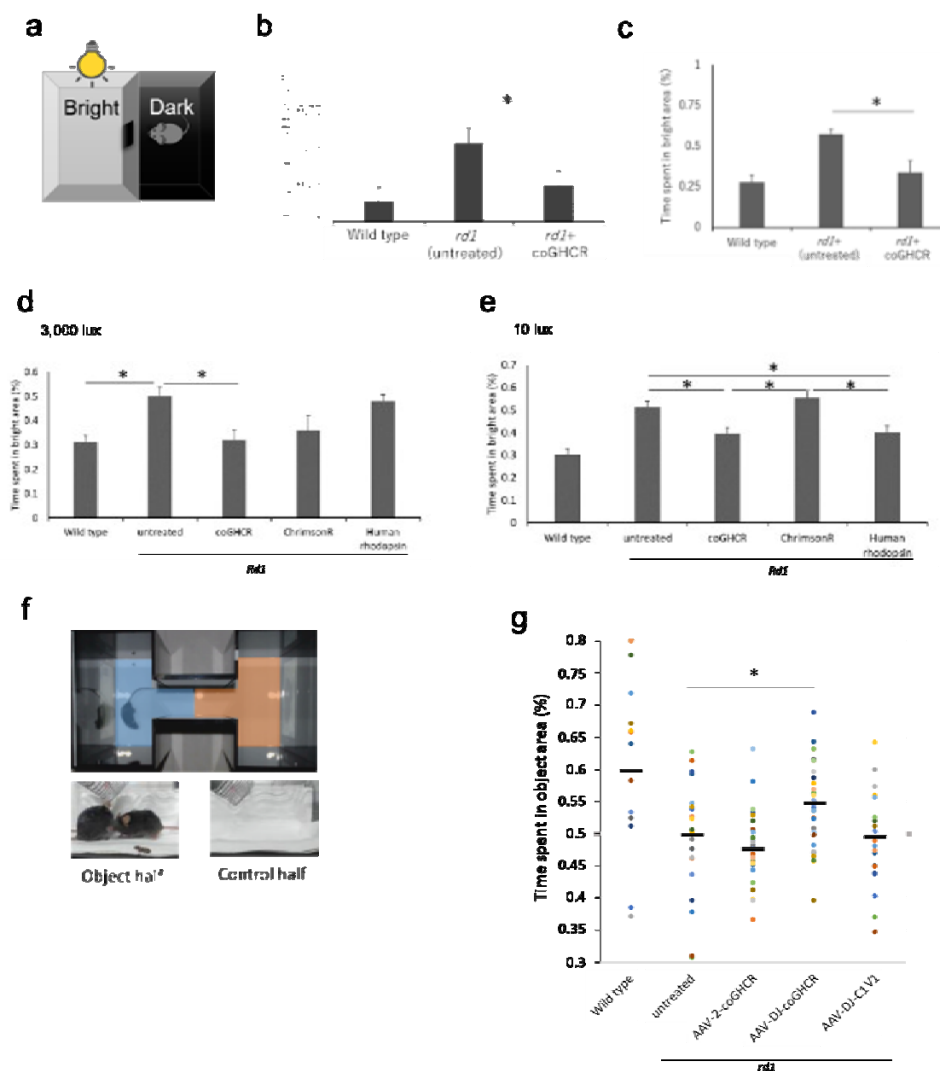 a
Bright
Dark
b
*
Wild type
rd1
(untreated)
rd1+
coGHCR
c
Time spent in bright area (%)
1
0.75
0.5
0.25
0
*
Wild type
rd1+
(untreated)
rd1+
coGHCR
d
3,000 lux
Time spent in bright area (%)
0.6
0.5
0.4
0.3
0.2
0.1
0
*
*
Wild type
untreated
coGHCR
ChrimsonR
Human
rhodopsin
Rd1
e
10 lux
Time spent in bright area (%)
0.7
0.6
0.5
0.4
0.3
0.2
0.1
0
*
*
*
*
Wild type
untreated
coGHCR
ChrimsonR
Human
rhodopsin
Rd1
f
Object
Control half
g
Time spent in object area (%)
0.8
0.75
0.7
0.65
0.6
0.55
0.5
0.45
0.4
0.35
0.3
*
Wild type
untreated
AAV-2-coGHCR
AAV-DJ-coGHCR
AAV-DJ-C1V1
rd1